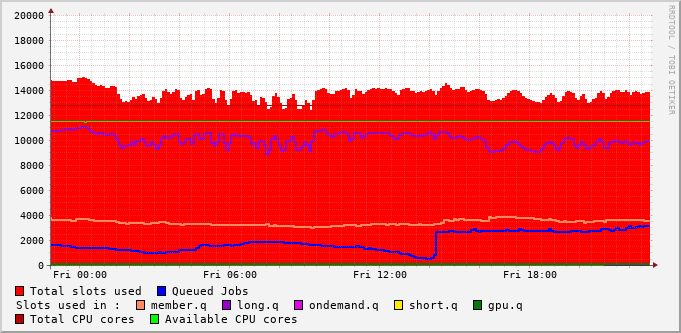 20000
18000
16000
14000
12000
10000
8000
6000
4000
2000
0
Fri 00:00 Fri 06:00 Fri 12:00 Fri 18:00
RRDTOOL / TOBI OETIKER
Total slots used Queued Jobs
Slots used in : member.q long.q ondemand.q short.q gpu.q
Total CPU cores Available CPU cores